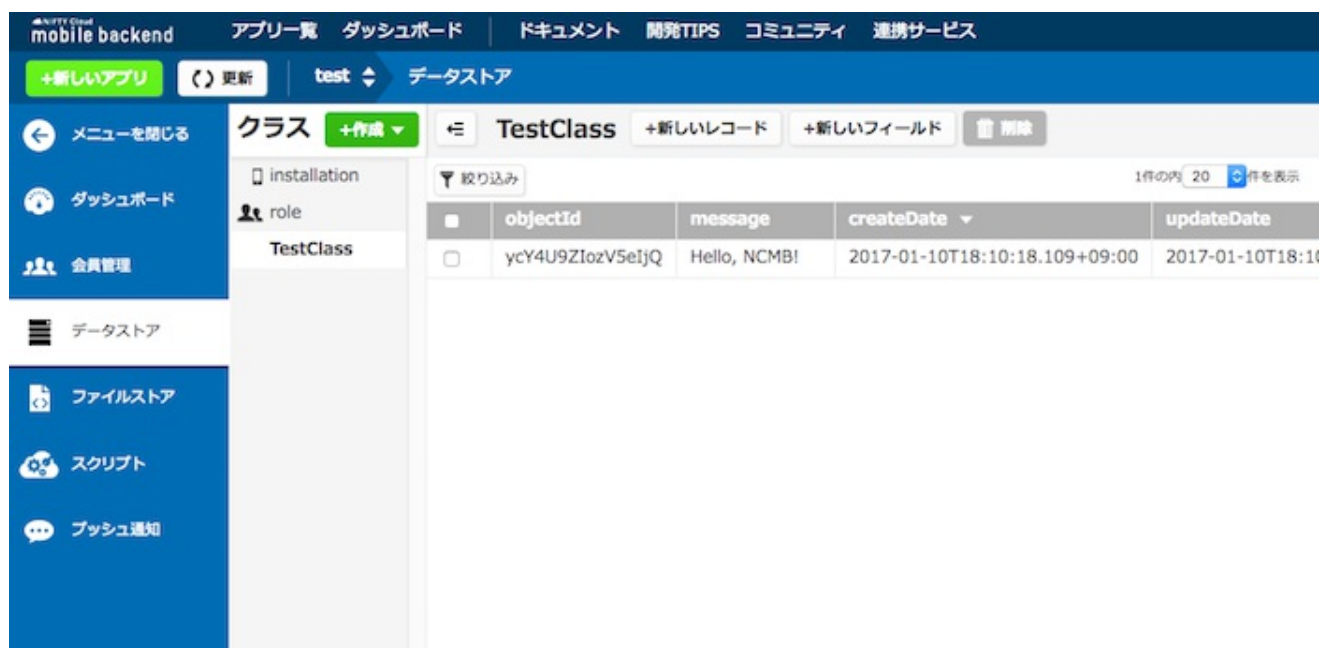 NIFTY Cloud
mobile backend アプリ一覧 ダッシュボード ドキュメント 開発TIPS コミュニティ 連携サービス
+新しいアプリ 更新 test データストア
メニューを閉じる クラス +作成 TestClass +新しいレコード +新しいフィールド 削除
installation 絞り込み 1件の内 20 件を表示
ダッシュボード role objectId message createDate updateDate
TestClass ycY4U9ZIozV5eIjQ Hello, NCMB! 2017-01-10T18:10:18.109+09:00 2017-01-10T18:10
会員管理
データストア
ファイルストア
スクリプト
プッシュ通知